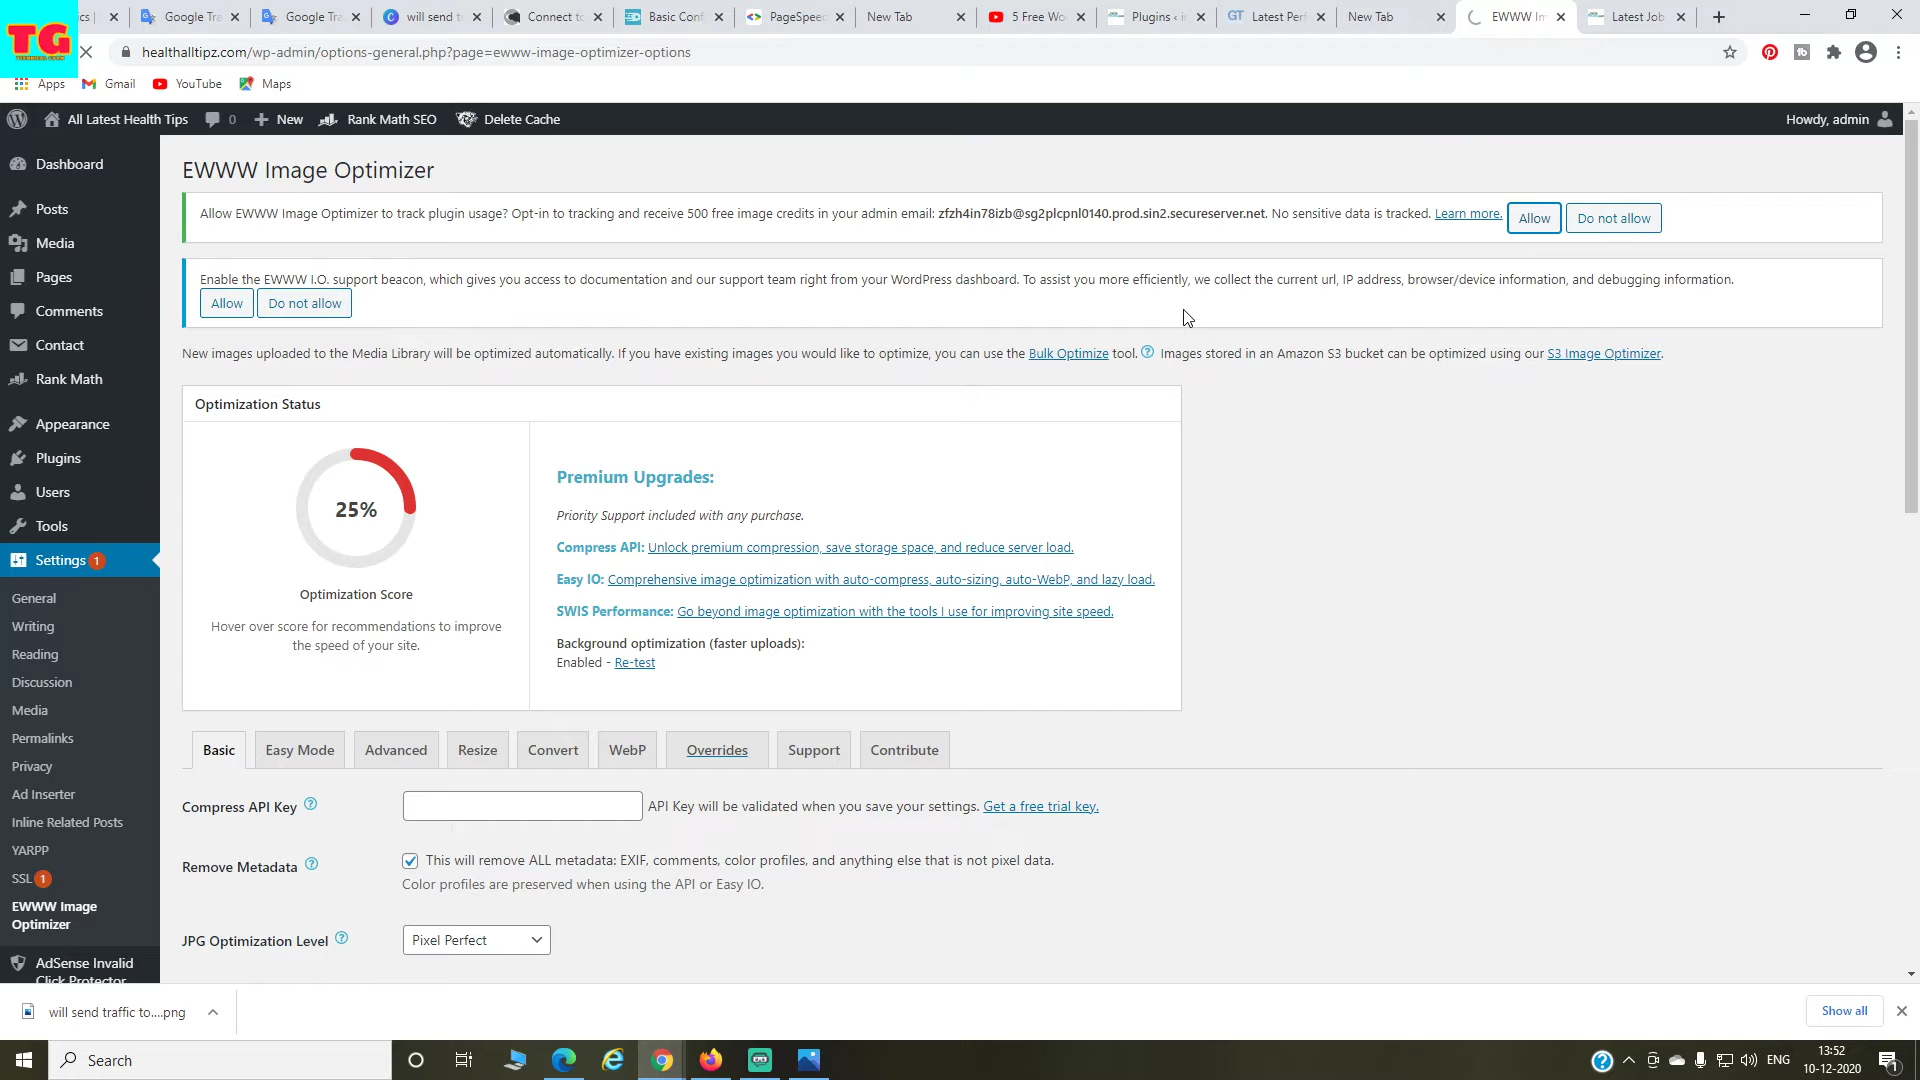 Google Tra
Google Tra
will send t
Connect to
Basic Conf
PageSpeed
New Tab
5 Free Wo
Plugins ‹ i
Latest Perf
New Tab
EWWW Im
Latest Job
TG
healthalltipz.com/wp-admin/options-general.php?page=ewww-image-optimizer-options
Apps
Gmail
YouTube
Maps
All Latest Health Tips
0
New
Rank Math SEO
Delete Cache
Howdy, admin
Dashboard
Posts
Media
Pages
Comments
Contact
Rank Math
Appearance
Plugins
Users
Tools
Settings 1
General
Writing
Reading
Discussion
Media
Permalinks
Privacy
Ad Inserter
Inline Related Posts
YARPP
SSL 1
EWWW Image
Optimizer
AdSense Invalid
Click Protector
EWWW Image Optimizer
Allow EWWW Image Optimizer to track plugin usage? Opt-in to tracking and receive 500 free image credits in your admin email: zfzh4in78izb@sg2plcpnl0140.prod.sin2.secureserver.net. No sensitive data is tracked. Learn more. Allow Do not allow
Enable the EWWW I.O. support beacon, which gives you access to documentation and our support team right from your WordPress dashboard. To assist you more efficiently, we collect the current url, IP address, browser/device information, and debugging information.
Allow Do not allow
New images uploaded to the Media Library will be optimized automatically. If you have existing images you would like to optimize, you can use the Bulk Optimize tool. Images stored in an Amazon S3 bucket can be optimized using our S3 Image Optimizer.
Optimization Status
25%
Optimization Score
Hover over score for recommendations to improve
the speed of your site.
Premium Upgrades:
Priority Support included with any purchase.
Compress API: Unlock premium compression, save storage space, and reduce server load.
Easy IO: Comprehensive image optimization with auto-compress, auto-sizing, auto-WebP, and lazy load.
SWIS Performance: Go beyond image optimization with the tools I use for improving site speed.
Background optimization (faster uploads):
Enabled - Re-test
Basic
Easy Mode
Advanced
Resize
Convert
WebP
Overrides
Support
Contribute
Compress API Key
API Key will be validated when you save your settings. Get a free trial key.
Remove Metadata
This will remove ALL metadata: EXIF, comments, color profiles, and anything else that is not pixel data.
Color profiles are preserved when using the API or Easy IO.
JPG Optimization Level
Pixel Perfect
will send traffic to....png
Show all
Search
ENG
13:52
10-12-2020
1